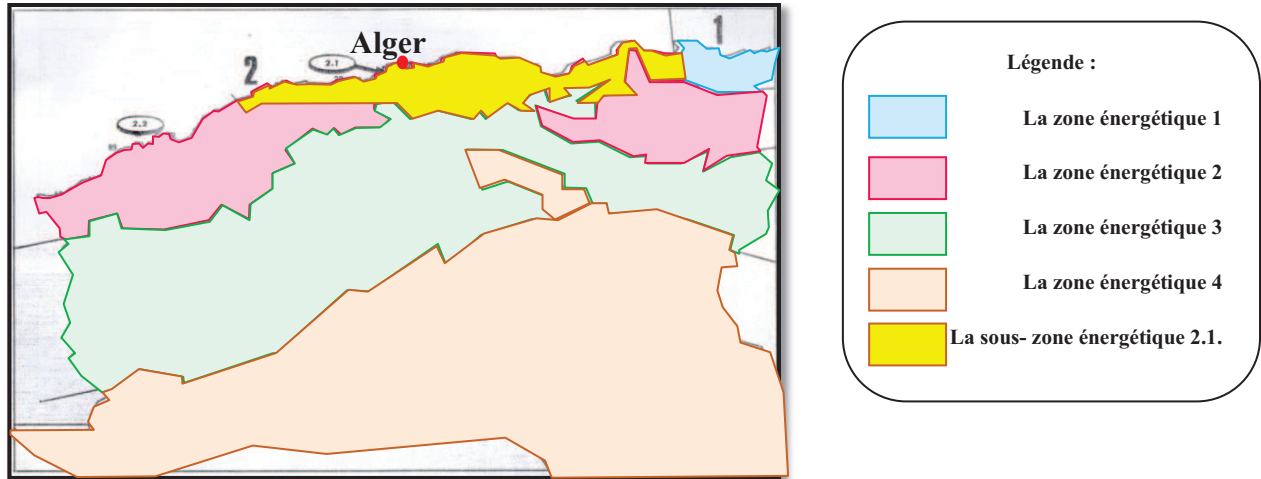 1
Alger
2.1
2
2.2
Légende :
La zone énergétique 1
La zone énergétique 2
La zone énergétique 3
La zone énergétique 4
La sous- zone énergétique 2.1.